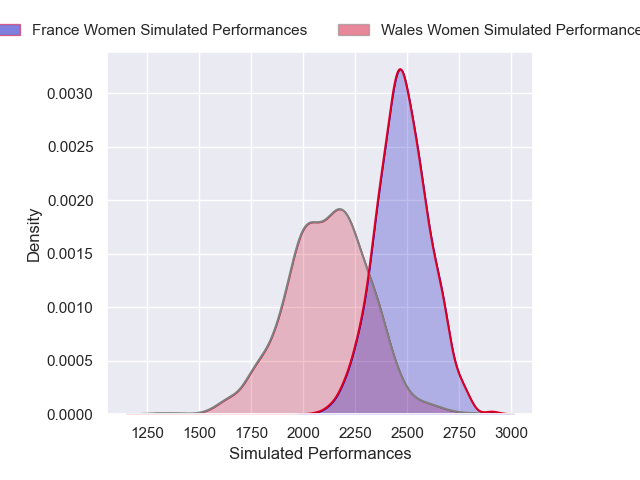 France Women Simulated Performances
Wales Women Simulated Performance
0.0030
0.0025
0.0020
0.0015
0.0010
0.0005
0.0000
Density
1250 1500 1750 2000 2250 2500 2750 3000
Simulated Performances